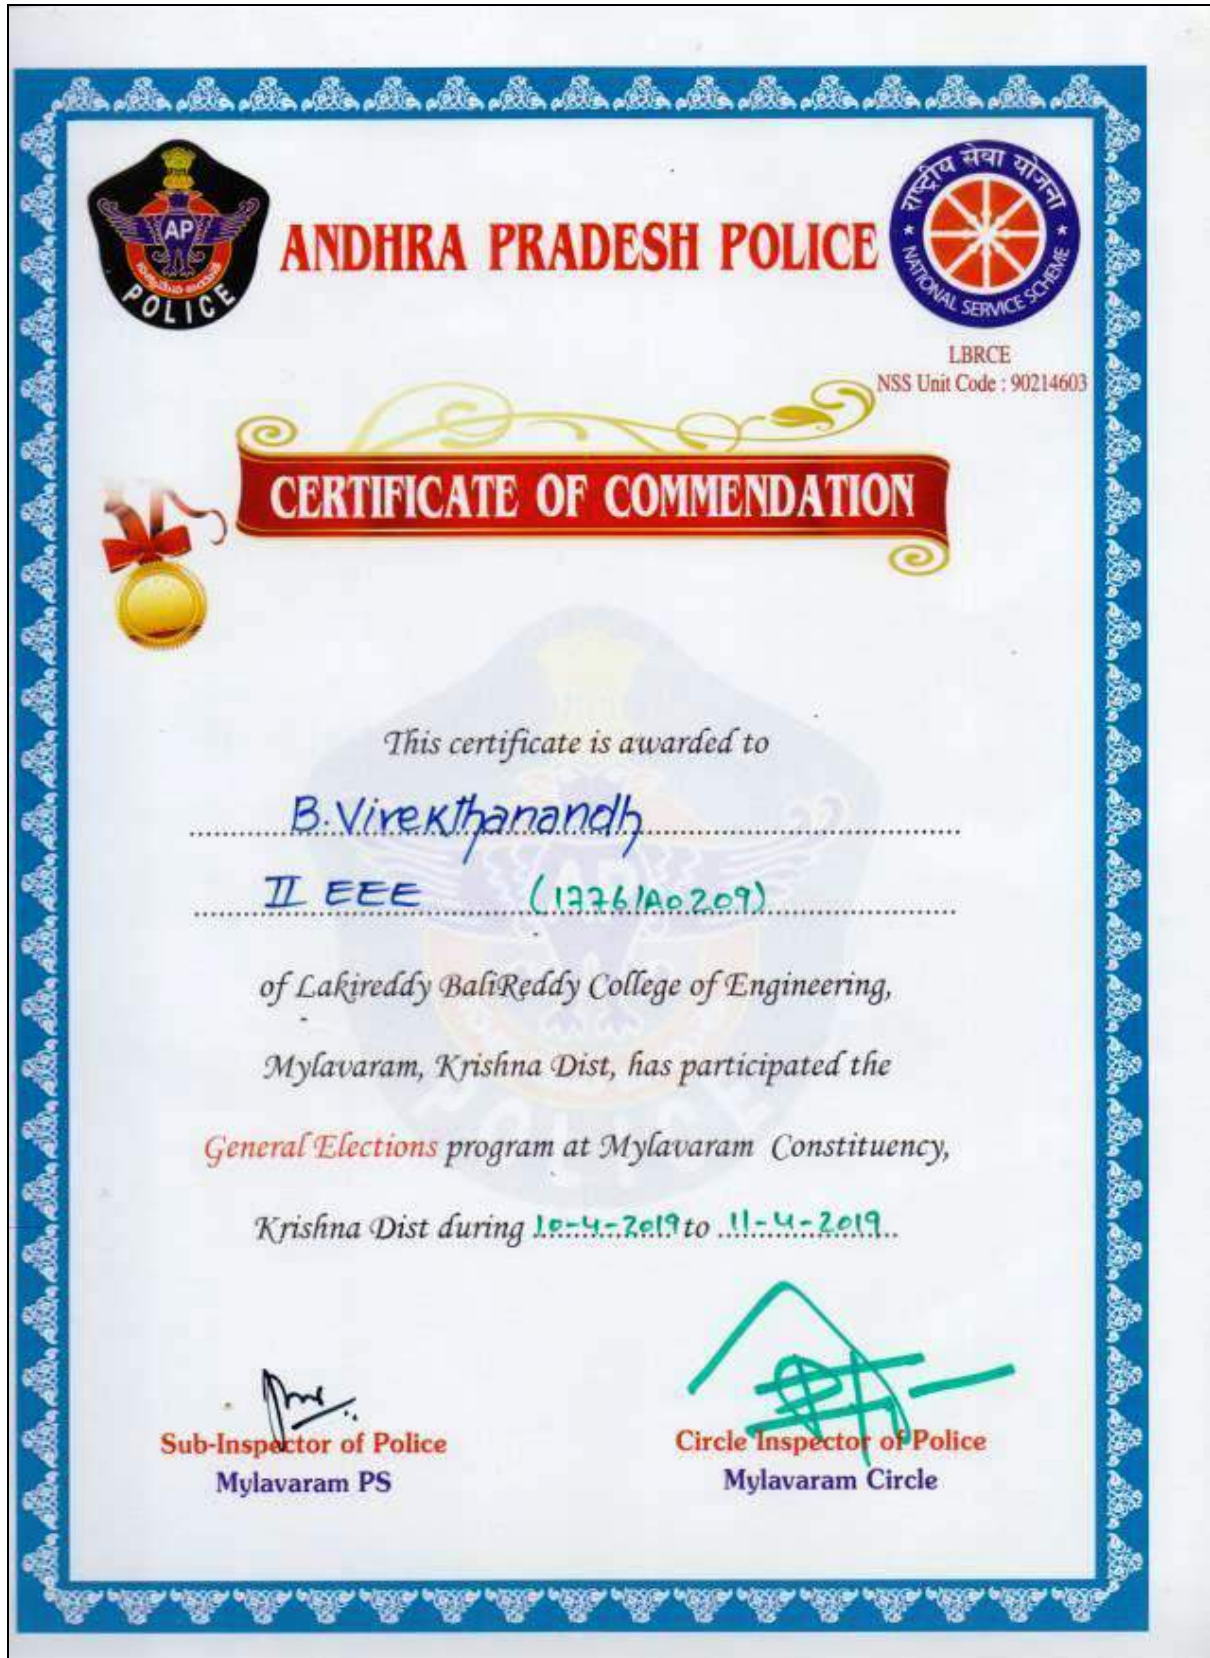 AP
POLICE
ANDHRA PRADESH POLICE
राष्ट्रीय सेवा योजना
* NATIONAL SERVICE SCHEME *
LBRCE
NSS Unit Code : 90214603
CERTIFICATE OF COMMENDATION
This certificate is awarded to
B. Vivekthanandh
II EEE (17761A0209)
of Lakireddy BaliReddy College of Engineering,
Mylavaram, Krishna Dist, has participated the
General Elections program at Mylavaram Constituency,
Krishna Dist during 10-4-2019 to 11-4-2019
Sub-Inspector of Police
Mylavaram PS
Circle Inspector of Police
Mylavaram Circle